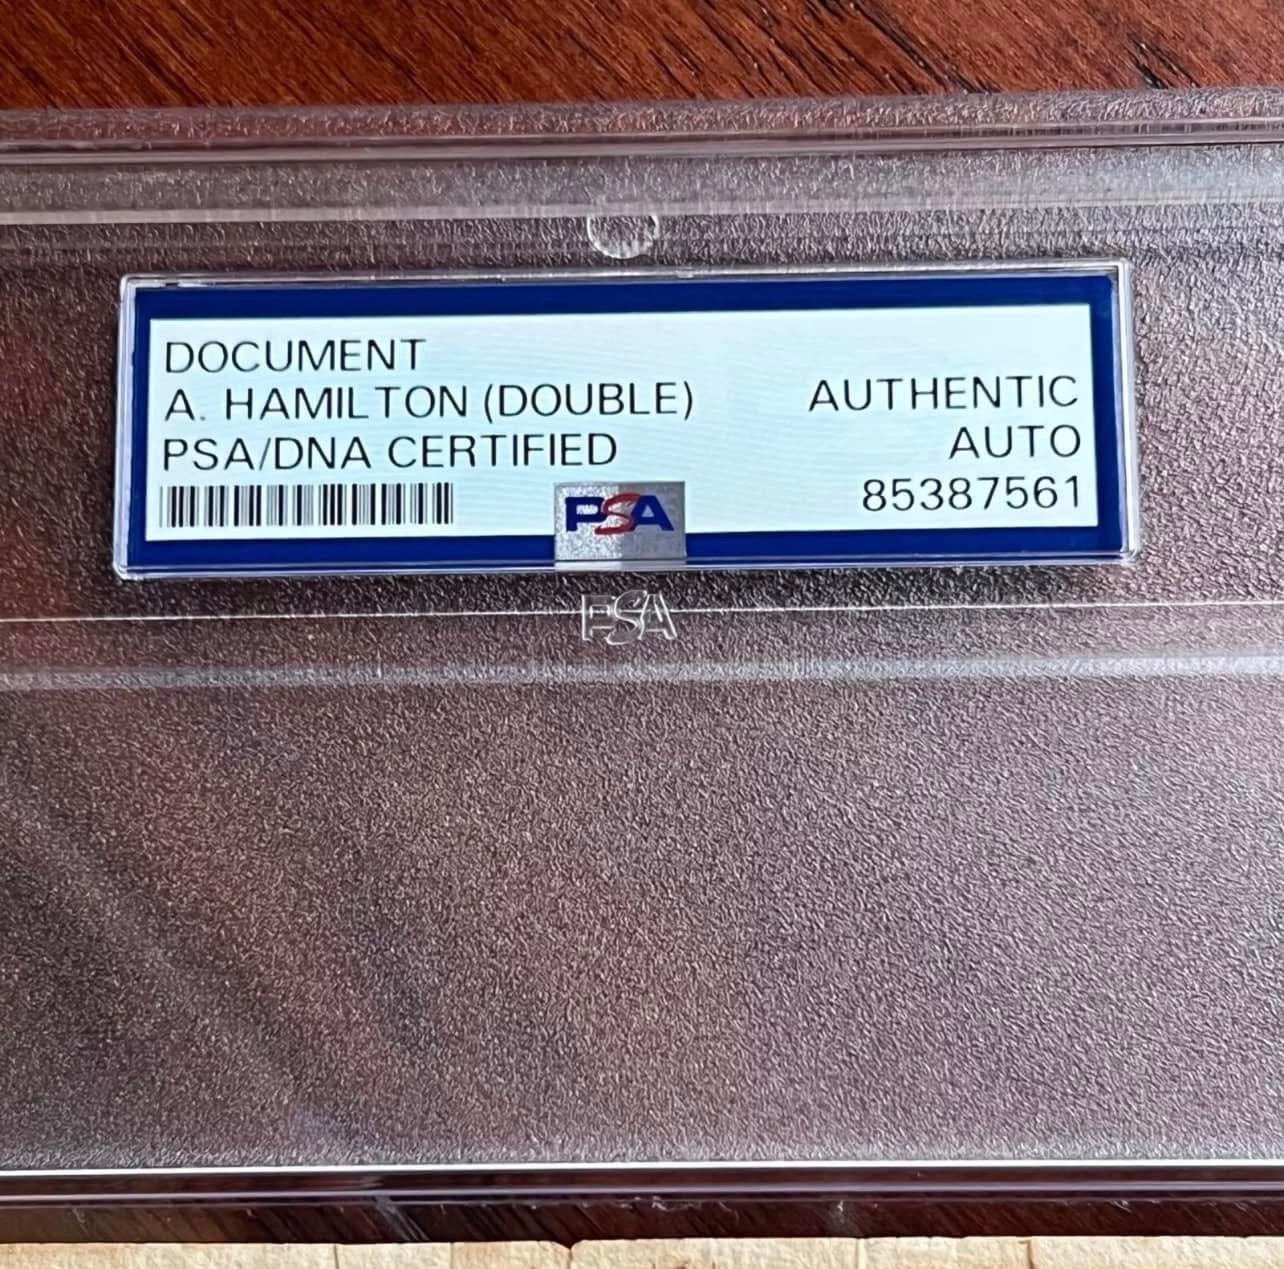 DOCUMENT
A. HAMILTON (DOUBLE)
PSA/DNA CERTIFIED
AUTHENTIC
AUTO
85387561
PSA
PSA